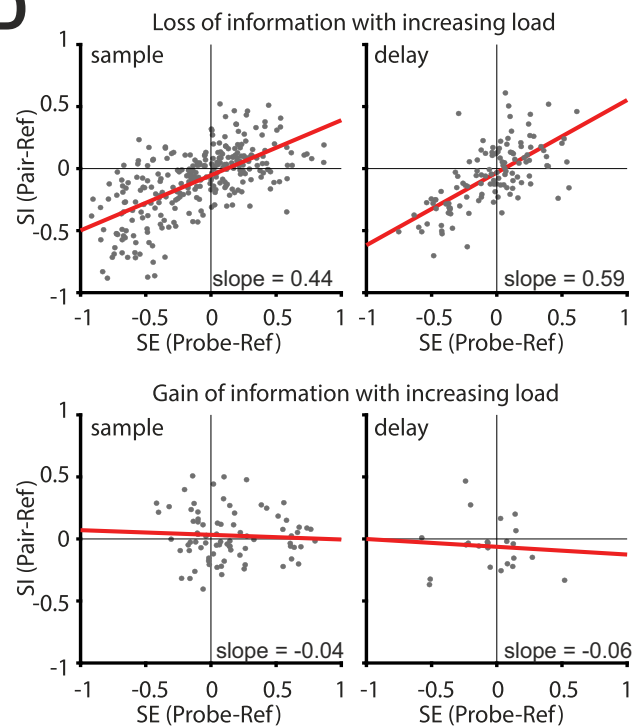 D
Loss of information with increasing load
sample
delay
SI (Pair-Ref)
1
0.5
0
-0.5
-1
slope = 0.44
slope = 0.59
-1 -0.5 0 0.5 1 -1 -0.5 0 0.5 1
SE (Probe-Ref) SE (Probe-Ref)
Gain of information with increasing load
sample
delay
SI (Pair-Ref)
1
0.5
0
-0.5
-1
slope = -0.04
slope = -0.06
-1 -0.5 0 0.5 1 -1 -0.5 0 0.5 1
SE (Probe-Ref) SE (Probe-Ref)